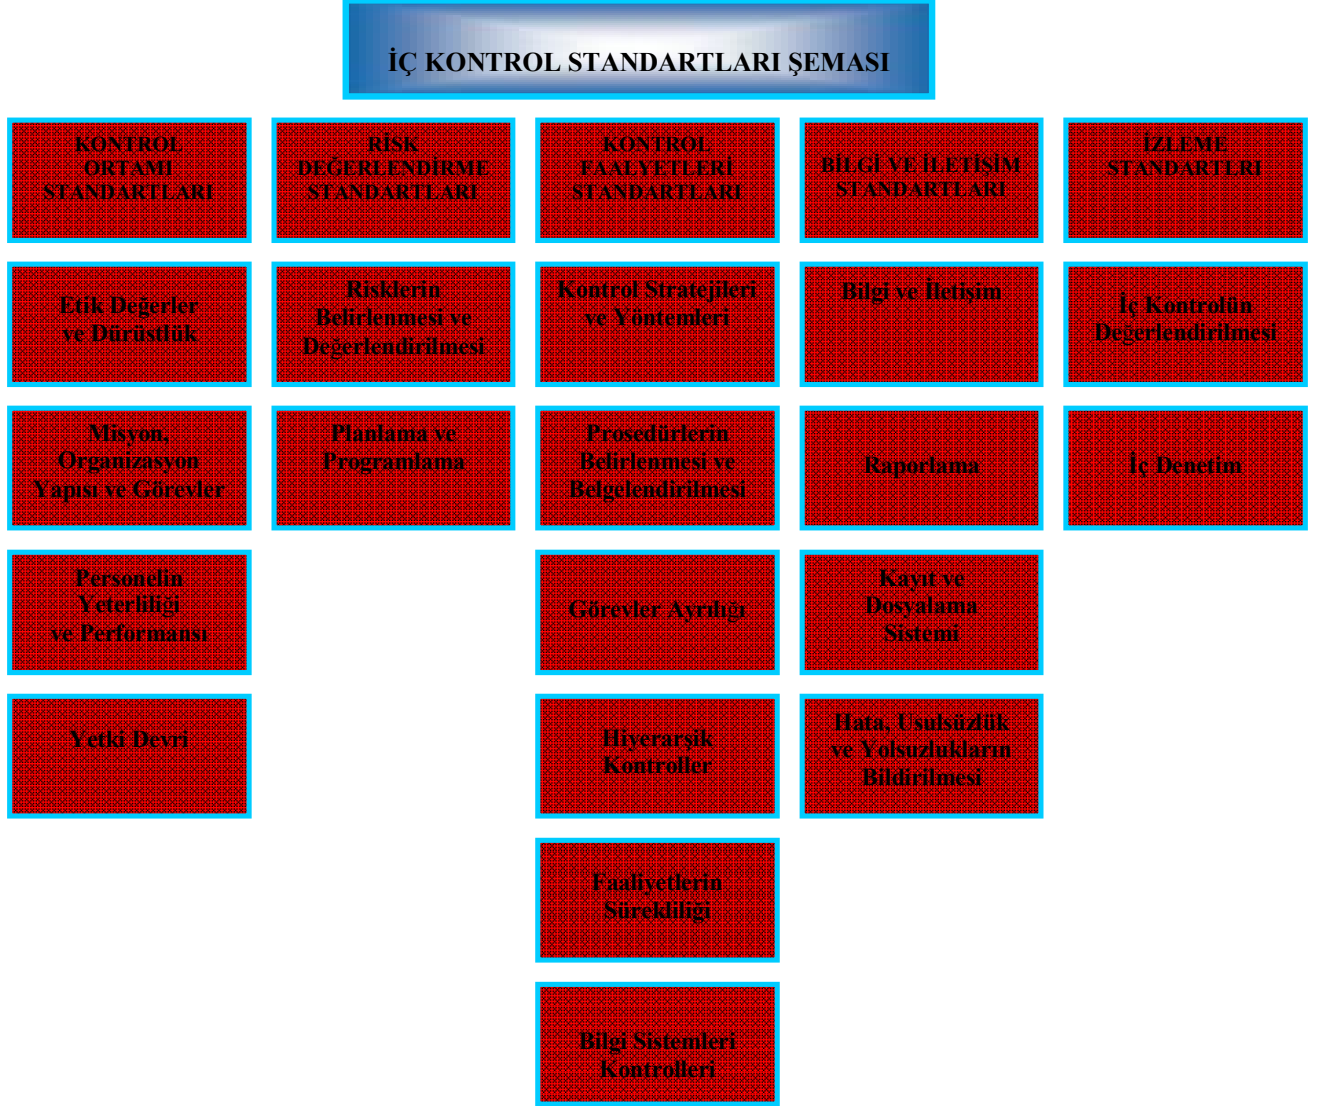 İÇ KONTROL STANDARTLARI ŞEMASI
KONTROL
ORTAMI
STANDARTLARI
RİSK
DEĞERLENDİRME
STANDARTLARI
KONTROL
FAALYETLERİ
STANDARTLARI
BİLGİ VE İLETİŞİM
STANDARTLARI
İZLEME
STANDARTLRI
Etik Değerler
ve Dürüstlük
Risklerin
Belirlenmesi ve
Değerlendirilmesi
Kontrol Stratejileri
ve Yöntemleri
Bilgi ve İletişim
İç Kontrolün
Değerlendirilmesi
Misyon,
Organizasyon
Yapısı ve Görevler
Planlama ve
Programlama
Prosedürlerin
Belirlenmesi ve
Belgelendirilmesi
Raporlama
İç Denetim
Personelin
Yeterliliği
ve Performansı
Görevler Ayrılığı
Kayıt ve
Dosyalama
Sistemi
Yetki Devri
Hiyerarşik
Kontroller
Hata, Usulsüzlük
ve Yolsuzlukların
Bildirilmesi
Faaliyetlerin
Sürekliliği
Bilgi Sistemleri
Kontrolleri